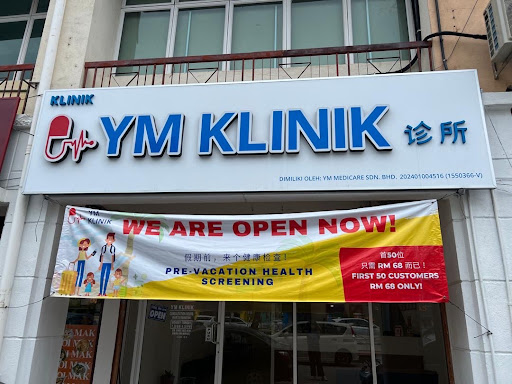 KLINIK
YM KLINIK 诊所
DIMILIKI OLEH: YM MEDICARE SDN. BHD. 202401004516 (1550366-V)
YM
KLINIK
WE ARE OPEN NOW!
假期前，来个健康检查！
PRE-VACATION HEALTH
SCREENING
首50位
只需 RM 68 而已！
FIRST 50 CUSTOMERS
RM 68 ONLY!
YM KLINIK
OPEN